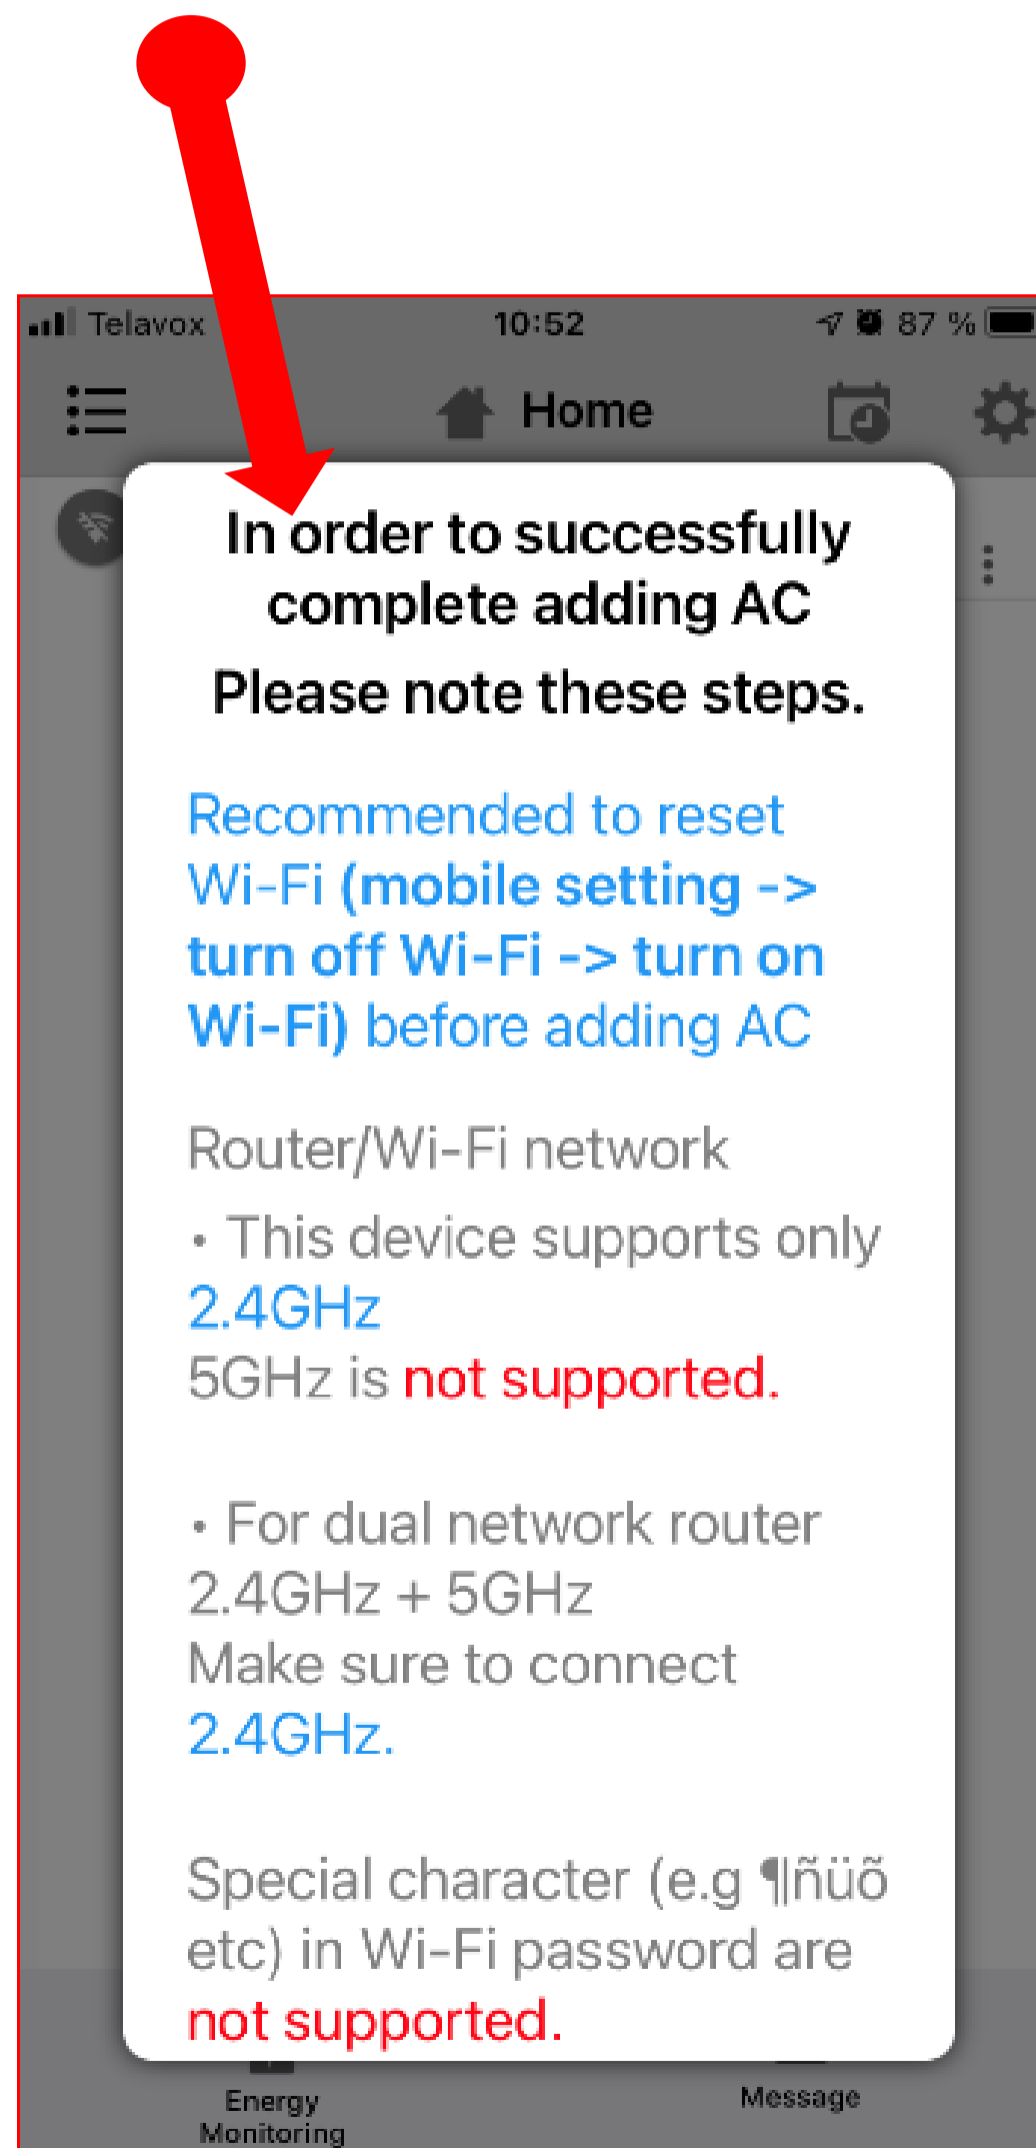 Telavox 10:52 87 %
Home
In order to successfully
complete adding AC
Please note these steps.
Recommended to reset
Wi-Fi (mobile setting ->
turn off Wi-Fi -> turn on
Wi-Fi) before adding AC
Router/Wi-Fi network
• This device supports only
2.4GHz
5GHz is not supported.
• For dual network router
2.4GHz + 5GHz
Make sure to connect
2.4GHz.
Special character (e.g ¶|ñüõ
etc) in Wi-Fi password are
not supported.
Energy
Monitoring
Message